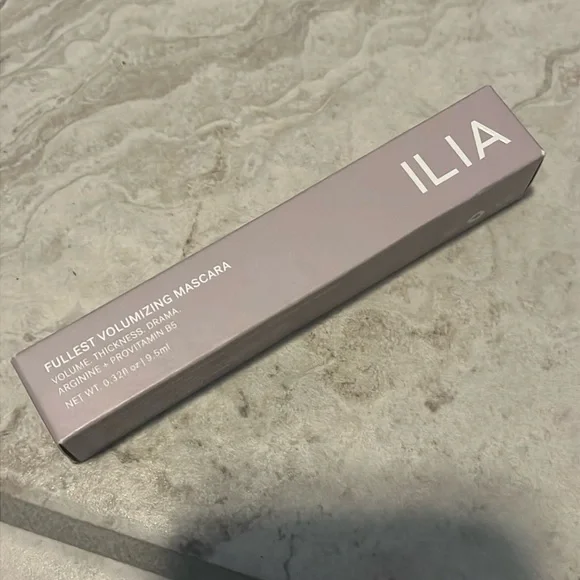 ILIA
FULLEST VOLUMIZING MASCARA
VOLUME. THICKNESS. DRAMA.
ARGININE + PROVITAMIN B5
NET WT. 0.32fl oz | 9.5ml